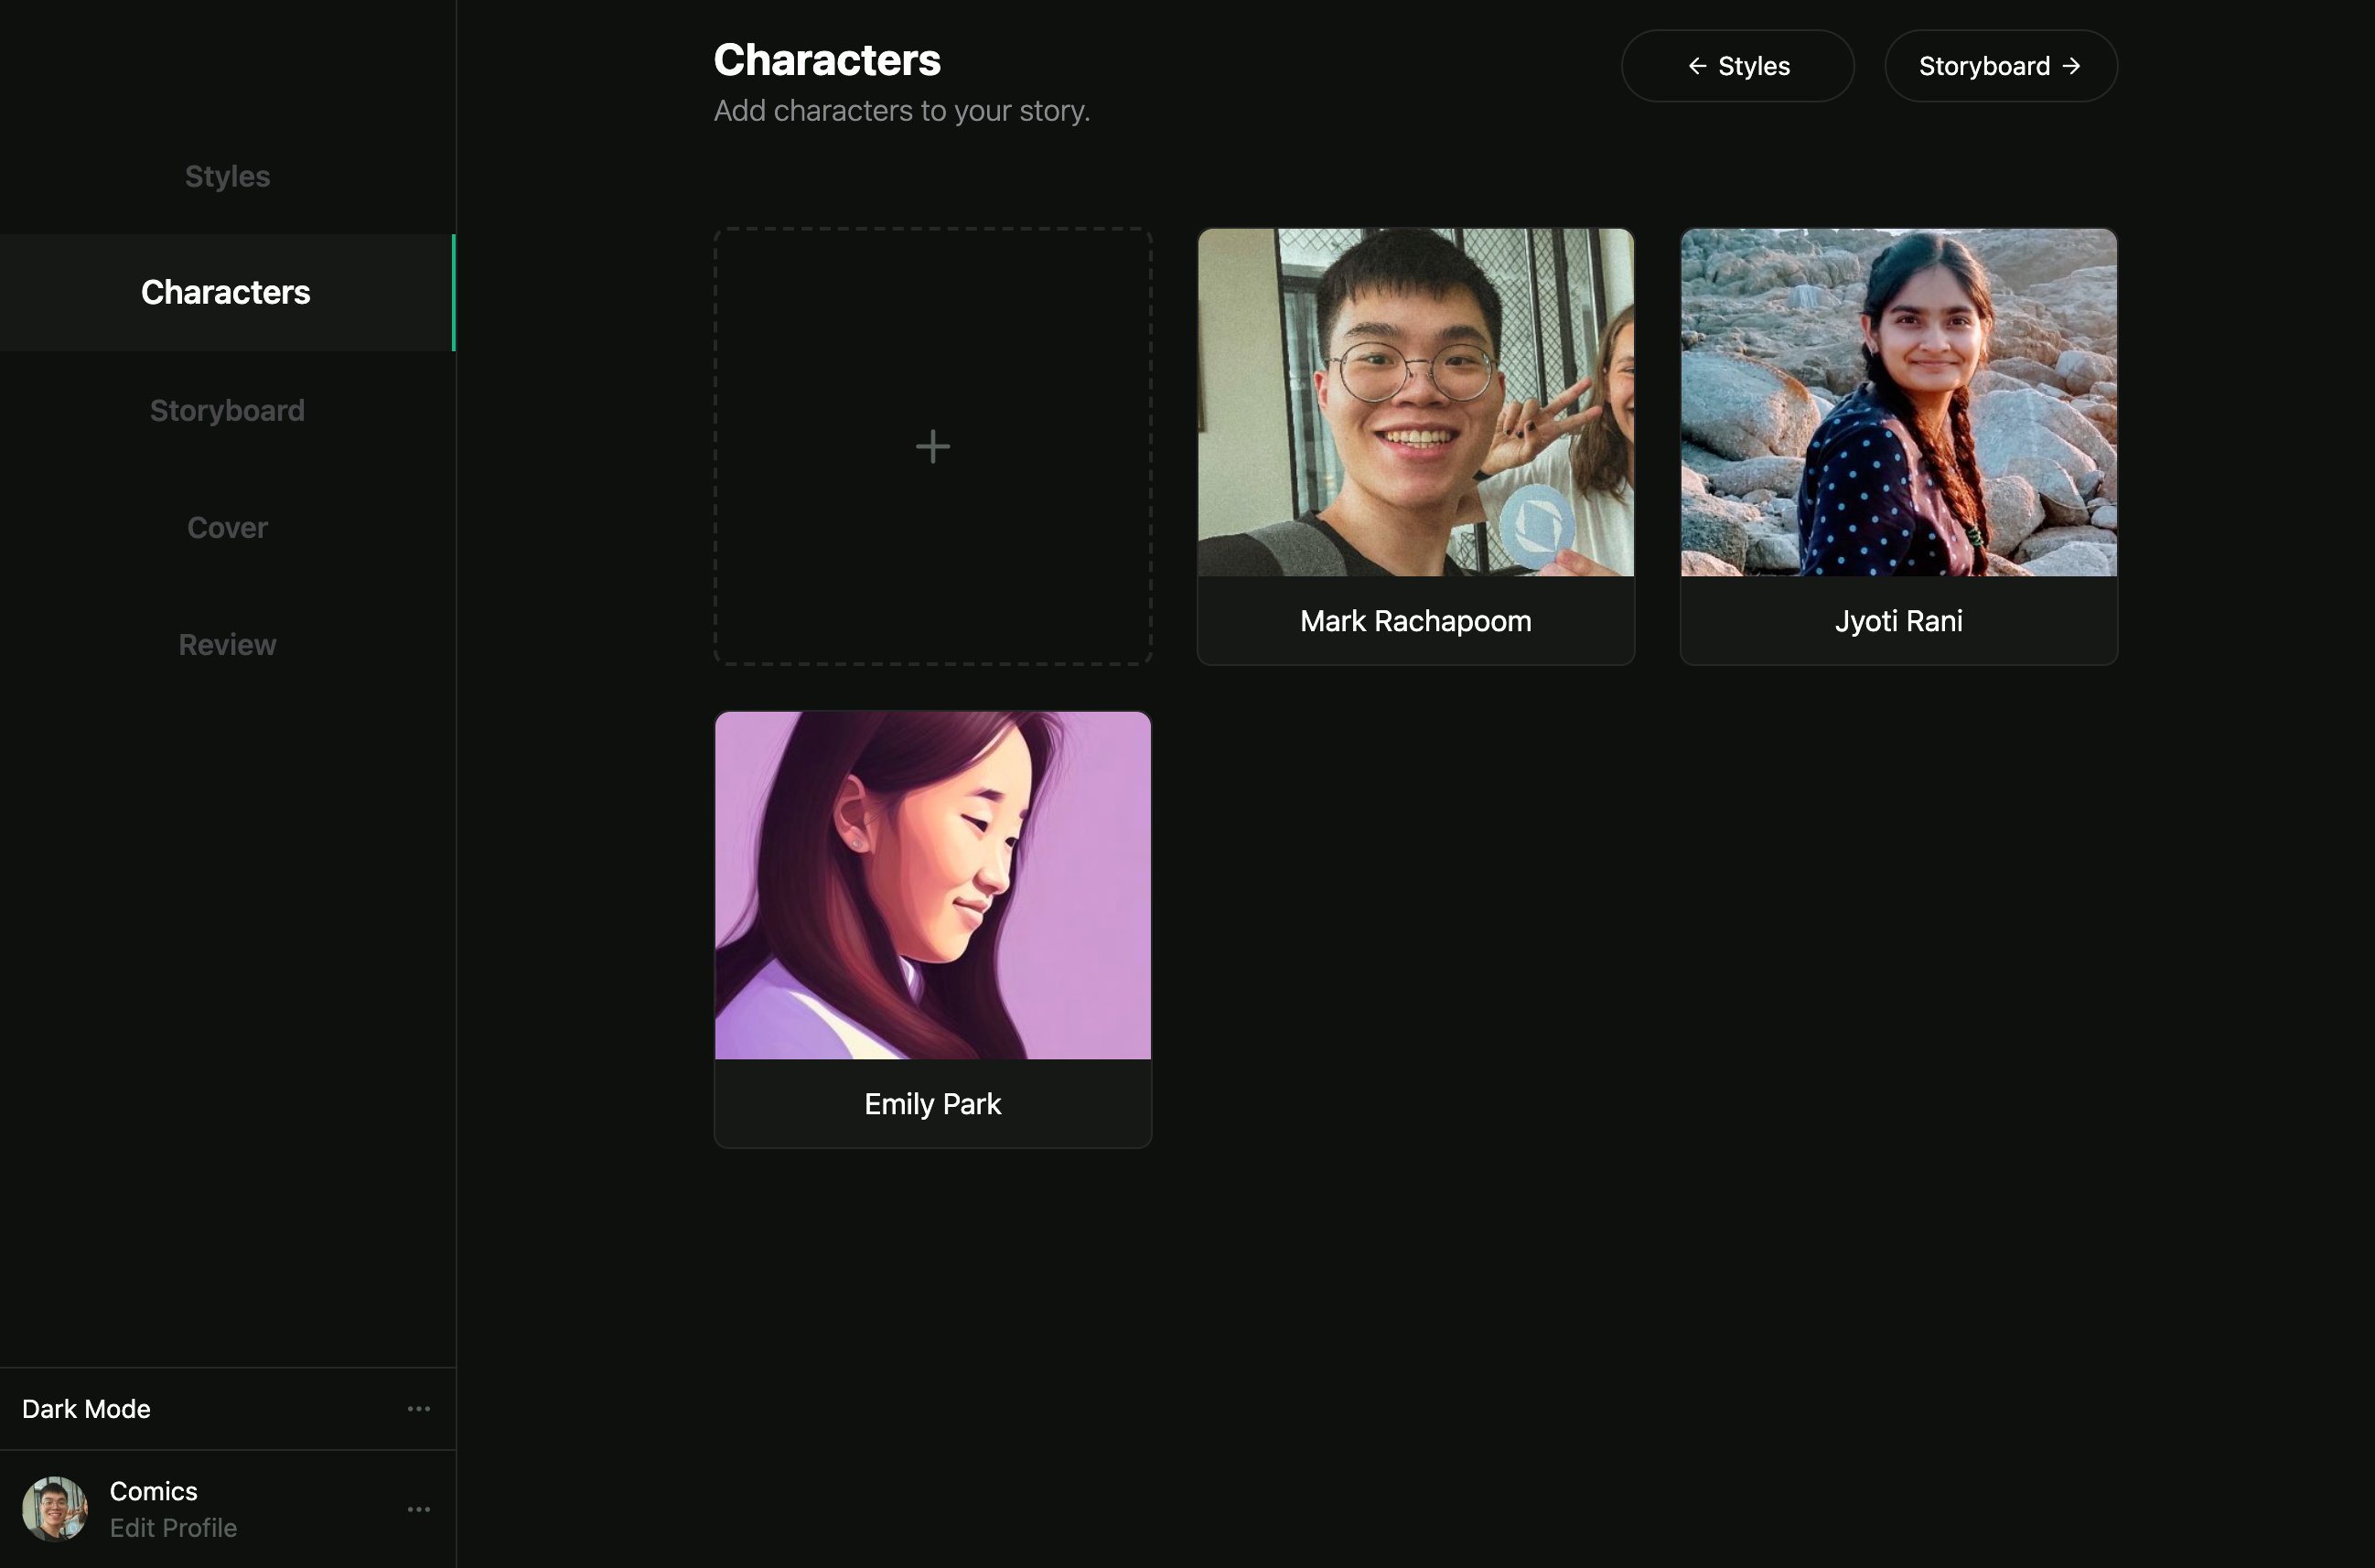 Styles
Characters
Storyboard
Cover
Review
Dark Mode
Comics
Edit Profile
Characters
Add characters to your story.
← Styles
Storyboard →
Mark Rachapoom
Jyoti Rani
Emily Park